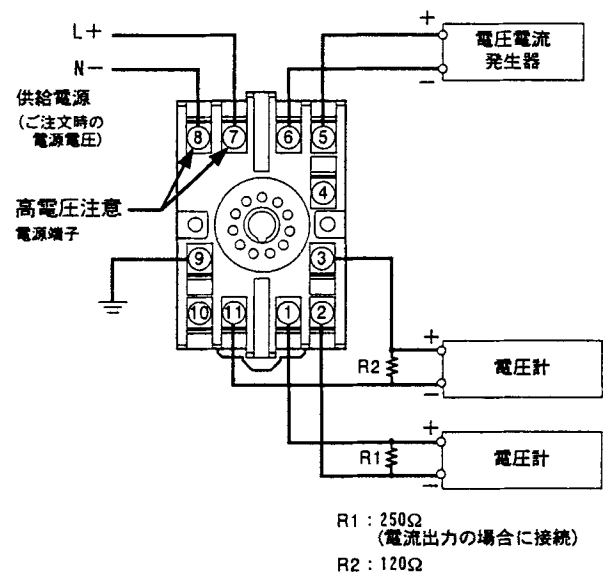 L+
N−
供給電源
(ご注文時の
電源電圧)
高電圧注意
電源端子
+
−
電圧電流
発生器
8
7
6
5
4
9
3
10
11
1
2
+
−
R2
電圧計
+
−
R1
電圧計
R1：250Ω
(電流出力の場合に接続)
R2：120Ω